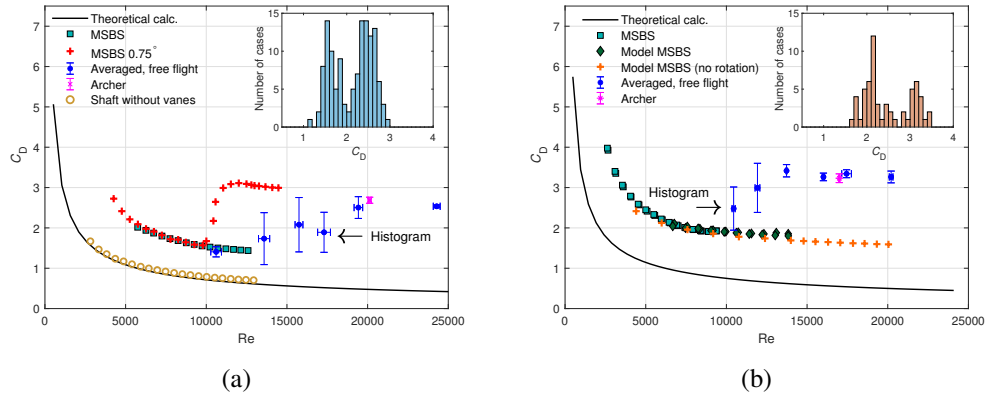 Theoretical calc.
MSBS
MSBS 0.75°
Averaged, free flight
Archer
Shaft without vanes
Number of cases
15
10
5
0
1 2 3 4
C_D
Histogram
C_D
7
6
5
4
3
2
1
0
0 5000 10000 15000 20000 25000
Re
(a)
Theoretical calc.
MSBS
Model MSBS
Model MSBS (no rotation)
Averaged, free flight
Archer
Number of cases
15
10
5
0
1 2 3 4
C_D
Histogram
C_D
7
6
5
4
3
2
1
0
0 5000 10000 15000 20000 25000
Re
(b)